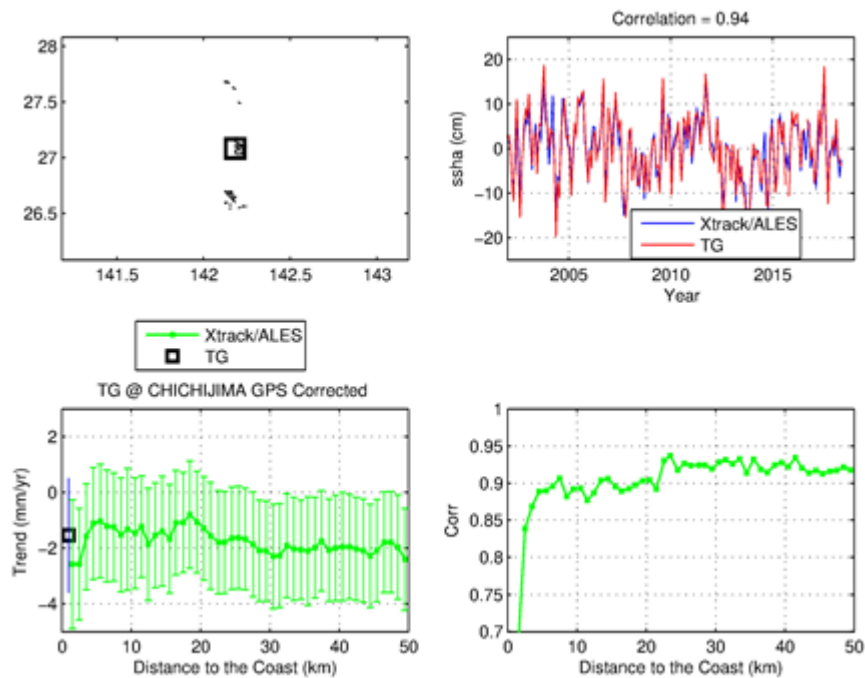 28
27.5
27
26.5
141.5 142 142.5 143
Correlation = 0.94
20
10
0
−10
−20
ssha (cm)
Xtrack/ALES
TG
2005 2010 2015
Year
Xtrack/ALES
TG
TG @ CHICHIJIMA GPS Corrected
2
0
−2
−4
Trend (mm/yr)
0 10 20 30 40 50
Distance to the Coast (km)
1
0.95
0.9
0.85
0.8
0.75
0.7
Corr
0 10 20 30 40 50
Distance to the Coast (km)